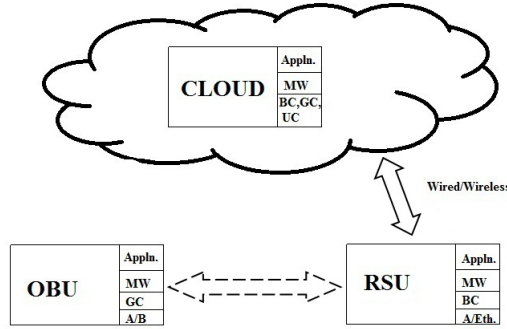 CLOUD
Appln.
MW
BC,GC,
UC
Wired/Wireless
OBU
Appln.
MW
GC
A/B
RSU
Appln.
MW
BC
A/Eth.